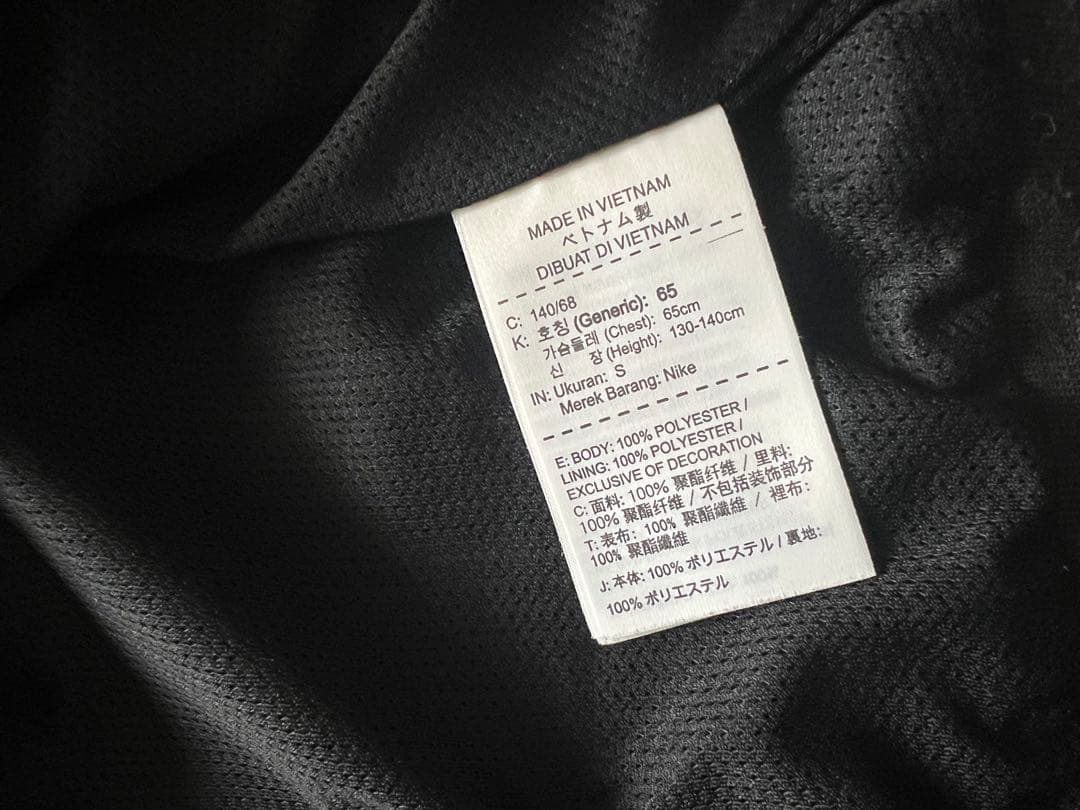 MADE IN VIETNAM
ベトナム製
DIBUAT DI VIETNAM
C: 140/68
K: 호칭 (Generic): 65
가슴둘레 (Chest): 65cm
신 장 (Height): 130-140cm
IN: Ukuran: S
Merek Barang: Nike
E: BODY: 100% POLYESTER /
LINING: 100% POLYESTER /
EXCLUSIVE OF DECORATION
C: 面料: 100% 聚酯纤维 / 里料:
100% 聚酯纤维 / 不包括装饰部分
T: 表布: 100% 聚酯纖維 / 裡布:
100% 聚酯纖維
J: 本体: 100% ポリエステル / 裏地:
100% ポリエステル